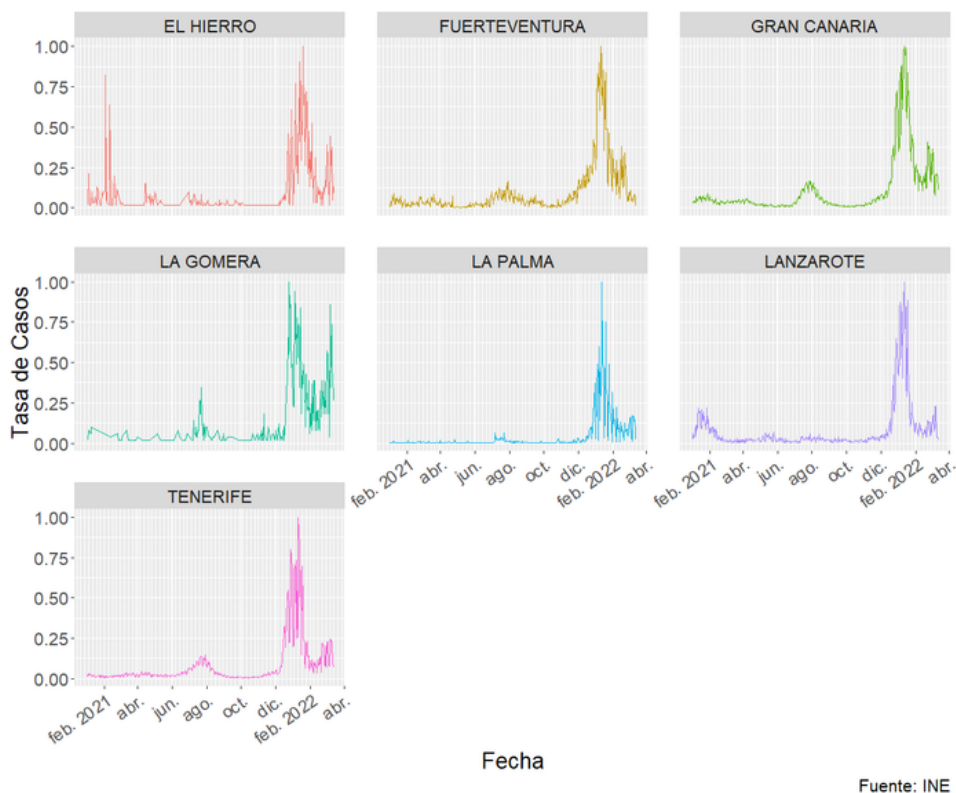 EL HIERRO
FUERTEVENTURA
GRAN CANARIA
1.00
0.75
0.50
0.25
0.00
LA GOMERA
LA PALMA
LANZAROTE
1.00
0.75
0.50
0.25
0.00
Tasa de Casos
feb. 2021 abr. jun. ago. oct. dic. feb. 2022 abr.
feb. 2021 abr. jun. ago. oct. dic. feb. 2022 abr.
TENERIFE
1.00
0.75
0.50
0.25
0.00
feb. 2021 abr. jun. ago. oct. dic. feb. 2022 abr.
Fecha
Fuente: INE